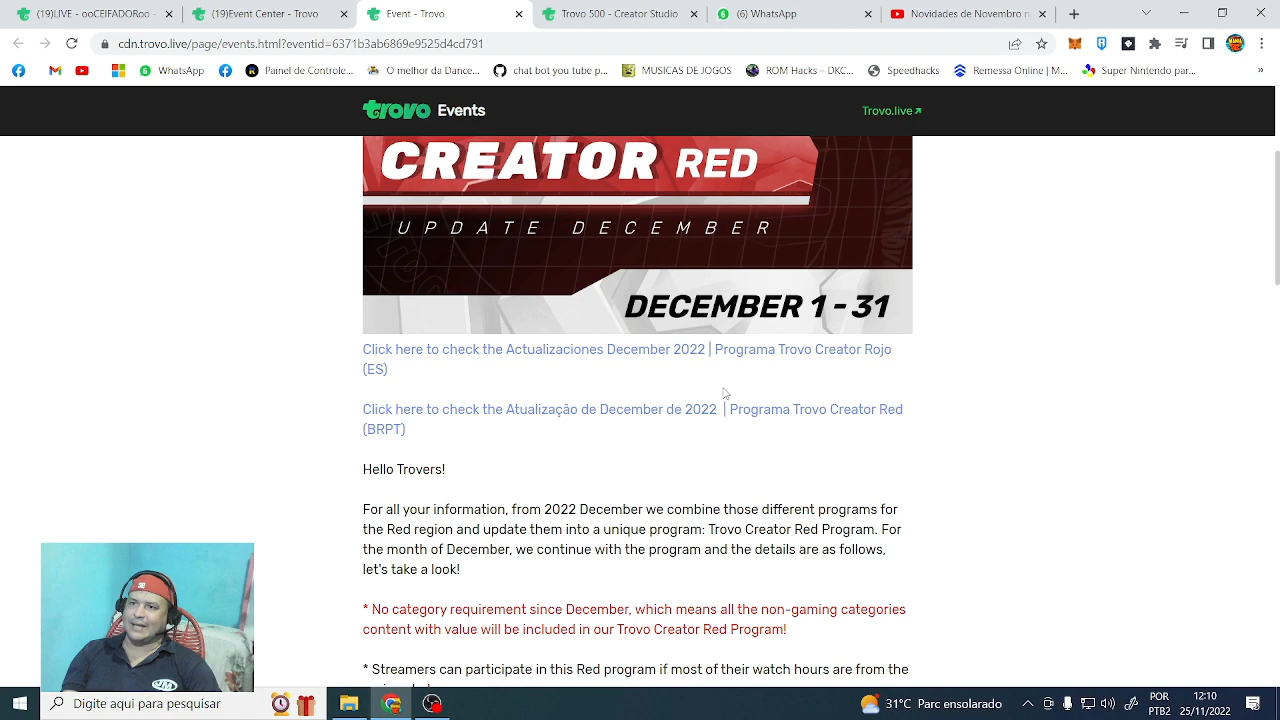 (19)LIVE - ooCEIFADORoo -
(19)Event Center - Trovo
Event - Trovo
Trovo 500 - Creator Studio
(6) WhatsApp
Novidades de Novembro n
cdn.trovo.live/page/events.html?eventid=6371b3ab6869e9525d4cd791
WhatsApp
Painel de Controle...
O melhor da Dance...
chat bot you tube p...
MUSICAS DE JOGOS
ROM Hacks – DKC...
Speedhacks
Remessa Online | M...
Super Nintendo par...
»
trovo Events
Trovo.live
CREATOR RED
UPDATE DECEMBER
DECEMBER 1 - 31
Click here to check the Actualizaciones December 2022 | Programa Trovo Creator Rojo
(ES)
Click here to check the Atualização de December de 2022 | Programa Trovo Creator Red
(BRPT)
Hello Trovers!
For all your information, from 2022 December we combine those different programs for
the Red region and update them into a unique program: Trovo Creator Red Program. For
the month of December, we continue with the program and the details are as follows,
let's take a look!
* No category requirement since December, which means all the non-gaming categories
content with value will be included in our Trovo Creator Red Program!
* Streamers can participate in this Red program if most of their watch hours are from the
Digite aqui para pesquisar
31°C Parc ensolarado
POR
PTB2
12:10
25/11/2022